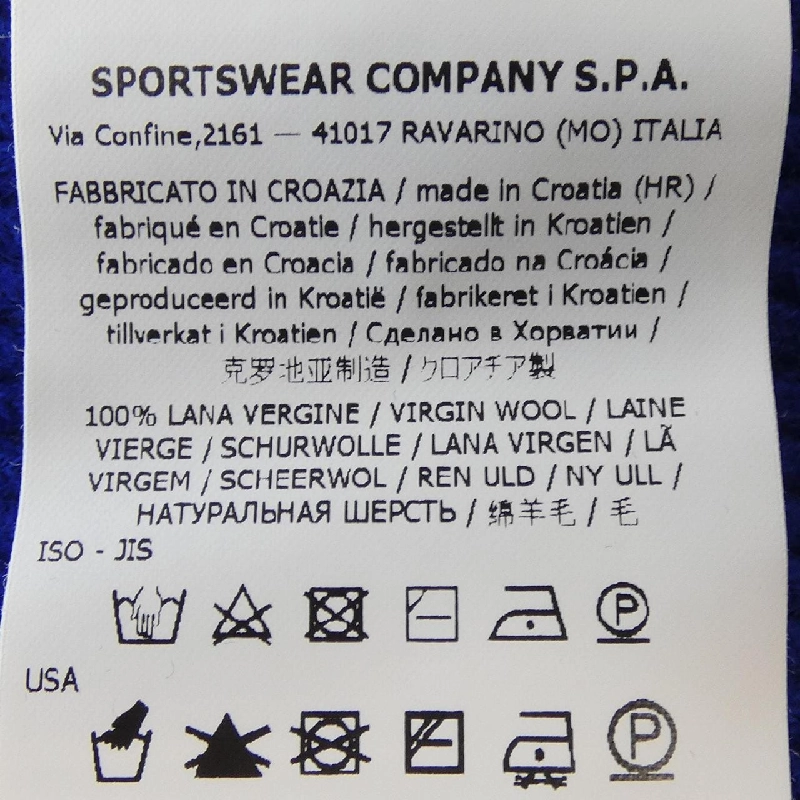 SPORTSWEAR COMPANY S.P.A.
Via Confine,2161 — 41017 RAVARINO (MO) ITALIA
FABBRICATO IN CROAZIA / made in Croatia (HR) /
fabriqué en Croatie / hergestellt in Kroatien /
fabricado en Croacia / fabricado na Croácia /
geproduceerd in Kroatië / fabrikeret i Kroatien /
tillverkat i Kroatien / Сделано в Хорватии /
克罗地亚制造 / クロアチア製
100% LANA VERGINE / VIRGIN WOOL / LAINE
VIERGE / SCHURWOLLE / LANA VIRGEN / LÃ
VIRGEM / SCHEERWOL / REN ULD / NY ULL /
НАТУРАЛЬНАЯ ШЕРСТЬ / 绵羊毛 / 毛
ISO - JIS
P
USA
P